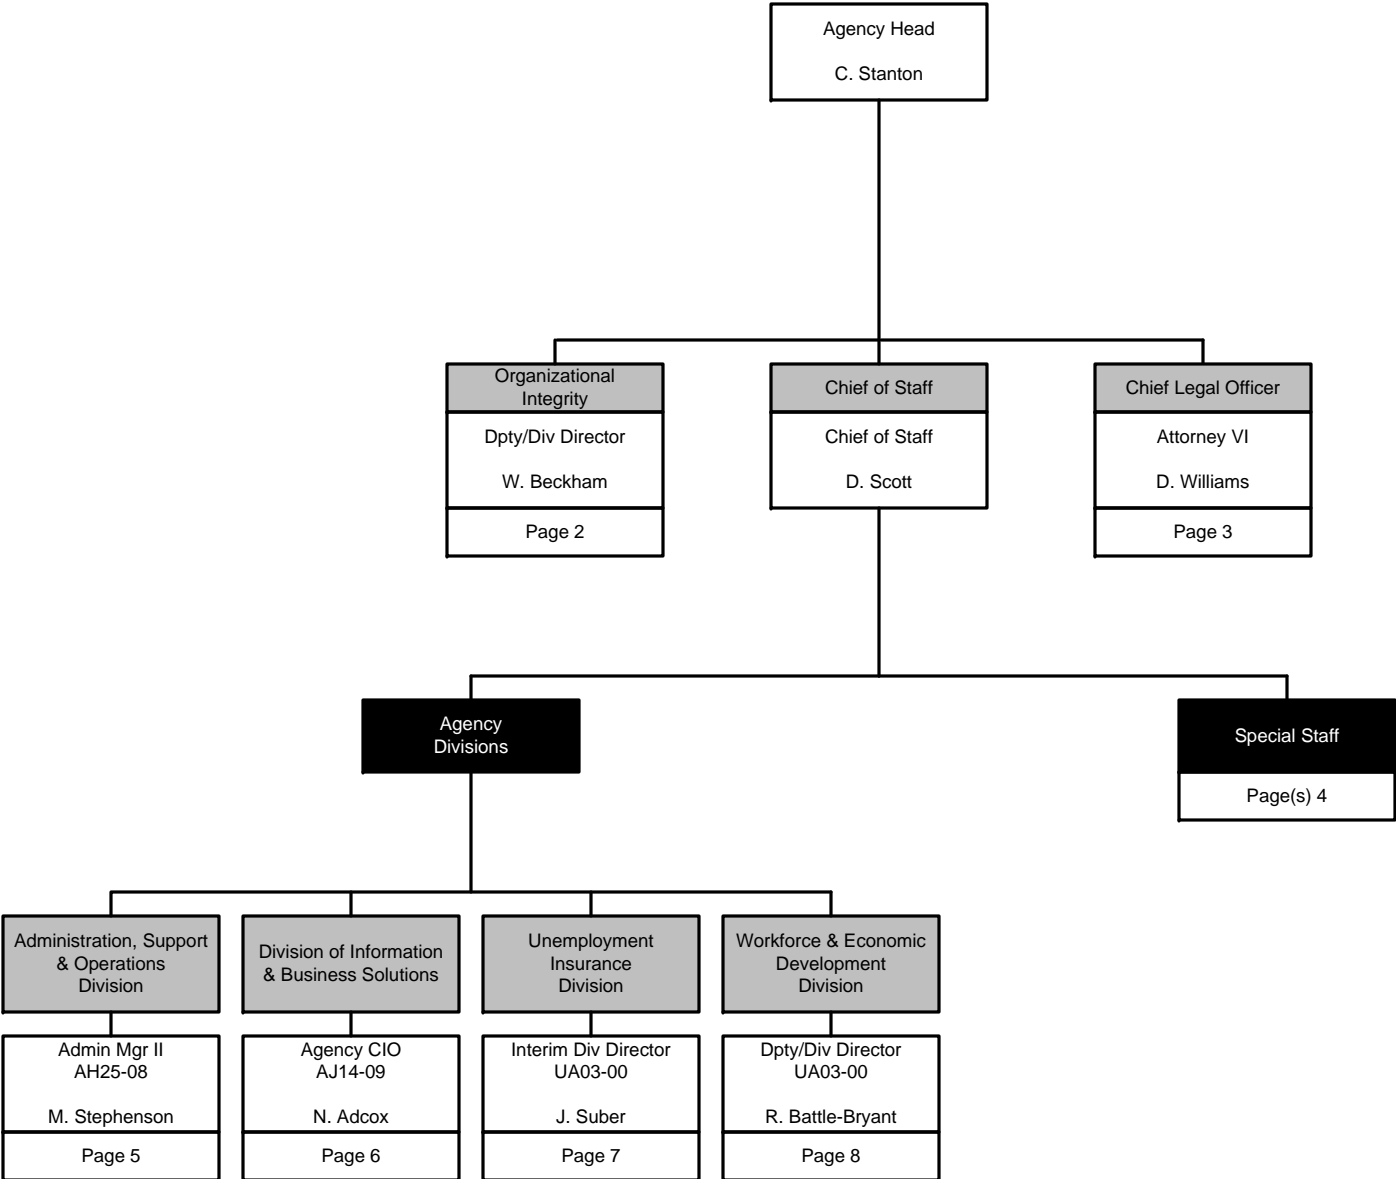 Agency Head
C. Stanton
Organizational
Integrity
Dpty/Div Director
W. Beckham
Page 2
Chief of Staff
Chief of Staff
D. Scott
Chief Legal Officer
Attorney VI
D. Williams
Page 3
Agency
Divisions
Special Staff
Page(s) 4
Administration, Support
& Operations
Division
Admin Mgr II
AH25-08
M. Stephenson
Page 5
Division of Information
& Business Solutions
Agency CIO
AJ14-09
N. Adcox
Page 6
Unemployment
Insurance
Division
Interim Div Director
UA03-00
J. Suber
Page 7
Workforce & Economic
Development
Division
Dpty/Div Director
UA03-00
R. Battle-Bryant
Page 8